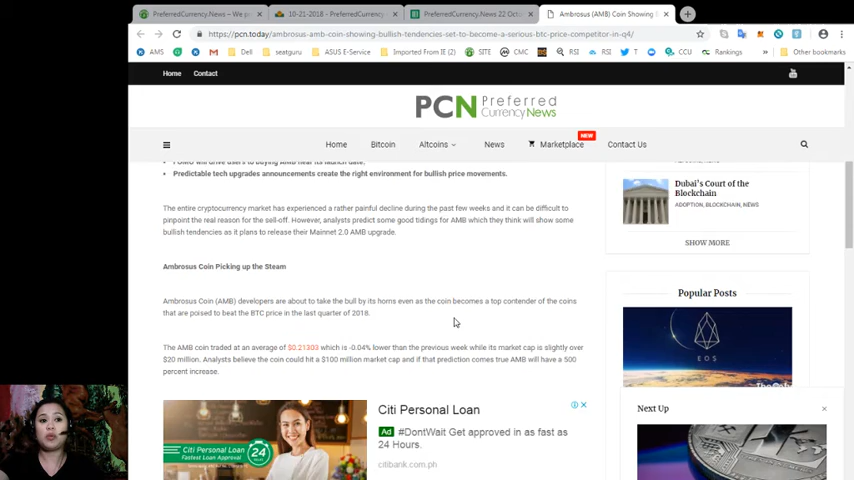 PreferredCurrency.News – We p
10-21-2018 - PreferredCurrency
PreferredCurrency.News 22 Octo
Ambrosus (AMB) Coin Showing
https://pcn.today/ambrosus-amb-coin-showing-bullish-tendencies-set-to-become-a-serious-btc-price-competitor-in-q4/
AMS
Dell
seatguru
ASUS E-Service
Imported From IE (2)
SITE
CMC
RSI
RSI
T
CCU
Rankings
»
Other bookmarks
Home Contact
PCN Preferred
CurrencyNews
NEW
Home Bitcoin Altcoins News Marketplace Contact Us
FOMO will drive users to buying AMB near its launch date.
Predictable tech upgrades announcements create the right environment for bullish price movements.
The entire cryptocurrency market has experienced a rather painful decline during the past few weeks and it can be difficult to
pinpoint the real reason for the sell-off. However, analysts predict some good tidings for AMB which they think will show some
bullish tendencies as it plans to release their Mainnet 2.0 AMB upgrade.
Ambrosus Coin Picking up the Steam
Ambrosus Coin (AMB) developers are about to take the bull by its horns even as the coin becomes a top contender of the coins
that are poised to beat the BTC price in the last quarter of 2018.
The AMB coin traded at an average of $0.21303 which is -0.04% lower than the previous week while its market cap is slightly over
$20 million. Analysts believe the coin could hit a $100 million market cap and if that prediction comes true AMB will have a 500
percent increase.
Citi Personal Loan
Fastest Loan Approval
24
Citi Personal Loan
Ad #DontWait Get approved in as fast as
24 Hours.
citibank.com.ph
Dubai's Court of the
Blockchain
ADOPTION, BLOCKCHAIN, NEWS
SHOW MORE
Popular Posts
EOS
Next Up